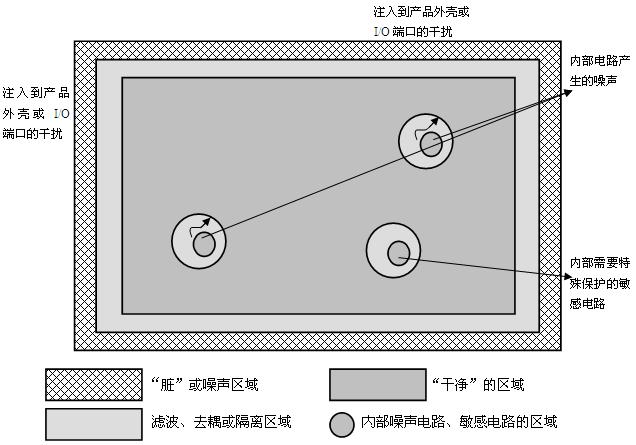 注入到产品外壳或
I/O 端口的干扰
内部电路产
生的噪声
注入到产品
外壳或 I/O
端口的干扰
内部需要特
殊保护的敏
感电路
“脏”或噪声区域
“干净”的区域
滤波、去耦或隔离区域
内部噪声电路、敏感电路的区域